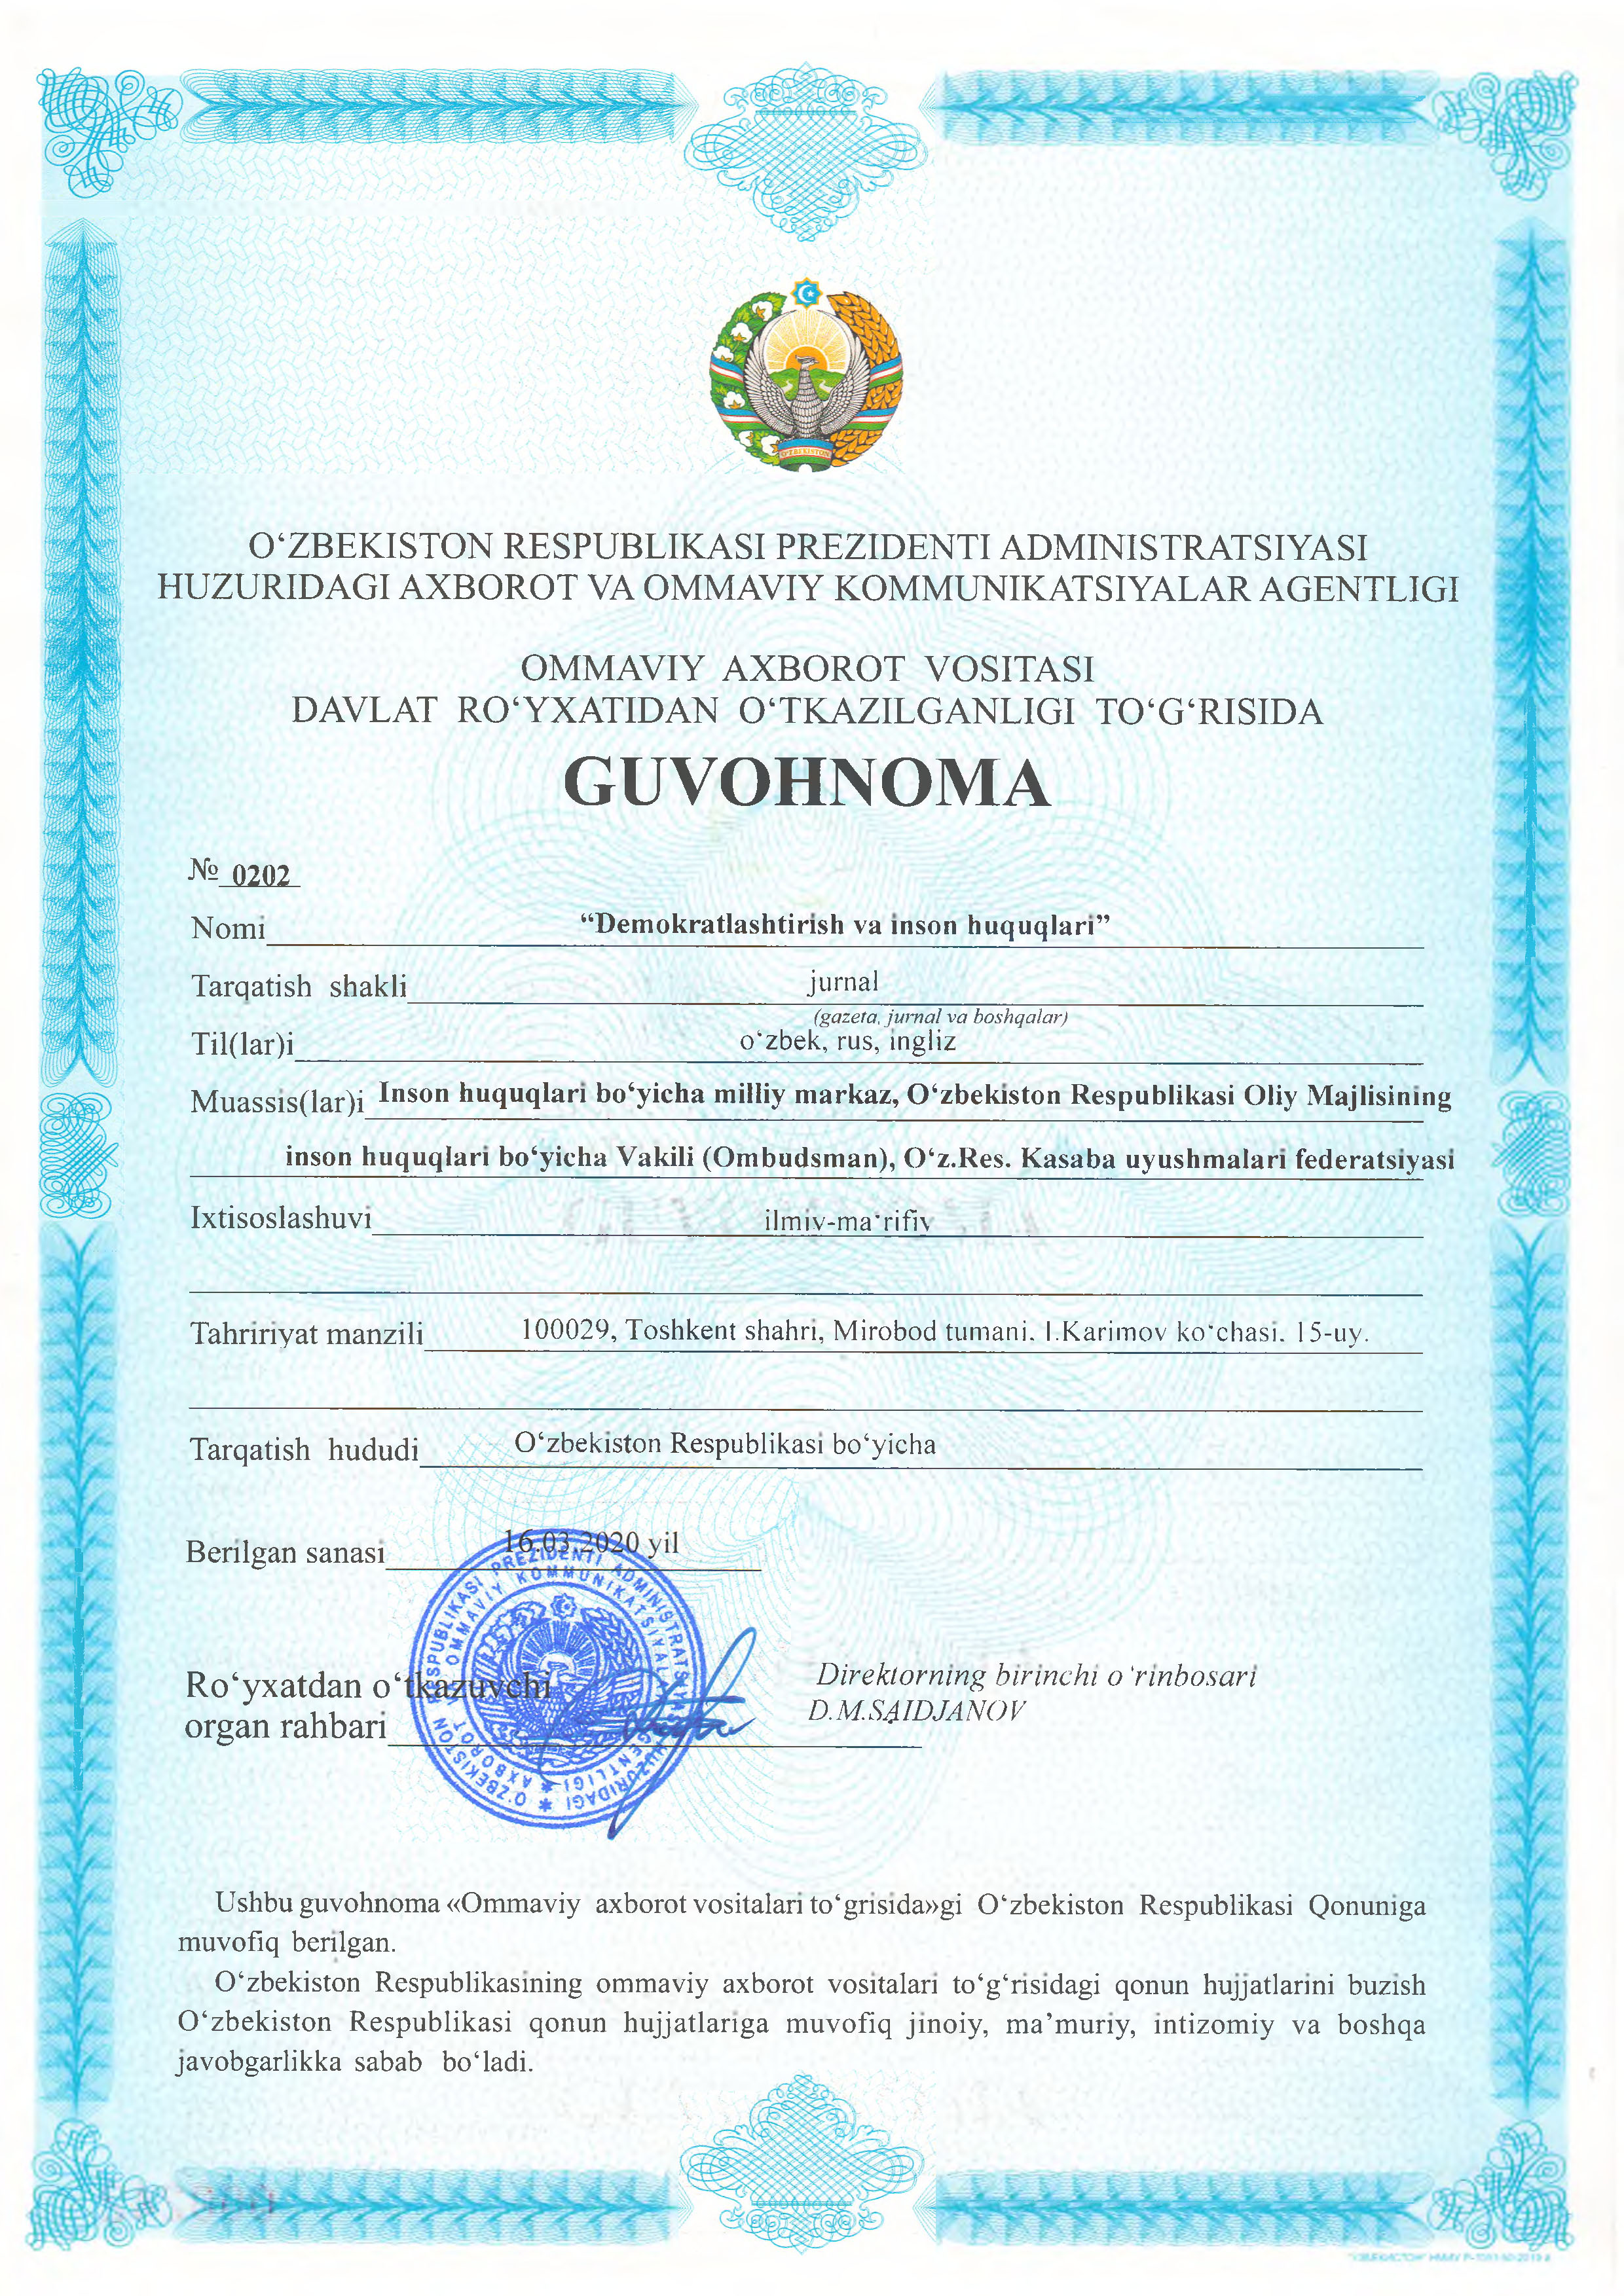 O‘ZBEKISTON
O‘ZBEKISTON RESPUBLIKASI PREZIDENTI ADMINISTRATSIYASI
HUZURIDAGI AXBOROT VA OMMAVIY KOMMUNIKATSIYALAR AGENTLIGI
OMMAVIY AXBOROT VOSITASI
DAVLAT RO‘YXATIDAN O‘TKAZILGANLIGI TO‘G‘RISIDA
GUVOHNOMA
№ 0202
Nomi “Demokratlashtirish va inson huquqlari”
Tarqatish shakli jurnal
(gazeta, jurnal va boshqalar)
Til(lar)i o‘zbek, rus, ingliz
Muassis(lar)i Inson huquqlari bo‘yicha milliy markaz, O‘zbekiston Respublikasi Oliy Majlisining
inson huquqlari bo‘yicha Vakili (Ombudsman), O‘z.Res. Kasaba uyushmalari federatsiyasi
Ixtisoslashuvi ilmiy-ma‘rifiy
Tahririyat manzili 100029, Toshkent shahri, Mirobod tumani. I.Karimov ko‘chasi. 15-uy.
Tarqatish hududi O‘zbekiston Respublikasi bo‘yicha
Berilgan sanasi 16.03.2020 yil
O‘ZBEKISTON RESPUBLIKASI PREZIDENTI ADMINISTRATSIYASI HUZURIDAGI
AXBOROT VA OMMAVIY KOMMUNIKATSIYALAR AGENTLIGI
Ro‘yxatdan o‘tkazuvchi
organ rahbari
Direktorning birinchi o‘rinbosari
D.M.SAIDJANOV
Ushbu guvohnoma «Ommaviy axborot vositalari to‘grisida»gi O‘zbekiston Respublikasi Qonuniga
muvofiq berilgan.
O‘zbekiston Respublikasining ommaviy axborot vositalari to‘g‘risidagi qonun hujjatlarini buzish
O‘zbekiston Respublikasi qonun hujjatlariga muvofiq jinoiy, ma’muriy, intizomiy va boshqa
javobgarlikka sabab bo‘ladi.